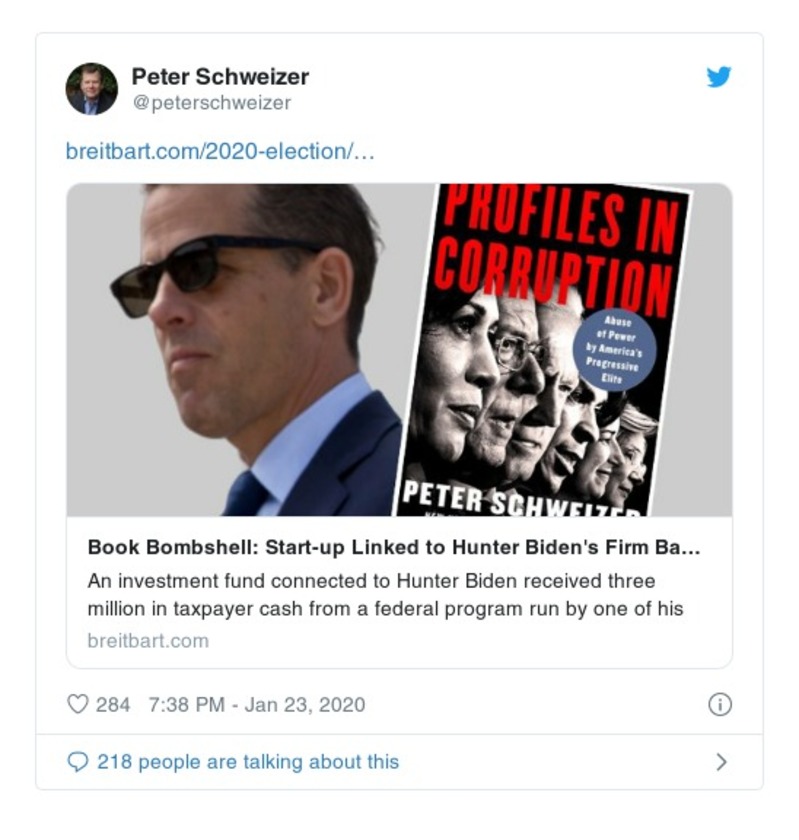 Peter Schweizer
@peterschweizer
breitbart.com/2020-election/…
PROFILES IN
CORRUPTION
Abuse
of Power
by America's
Progressive
Elite
PETER SCHWEIZER
Book Bombshell: Start-up Linked to Hunter Biden's Firm Ba...
An investment fund connected to Hunter Biden received three
million in taxpayer cash from a federal program run by one of his
breitbart.com
284 7:38 PM - Jan 23, 2020
218 people are talking about this